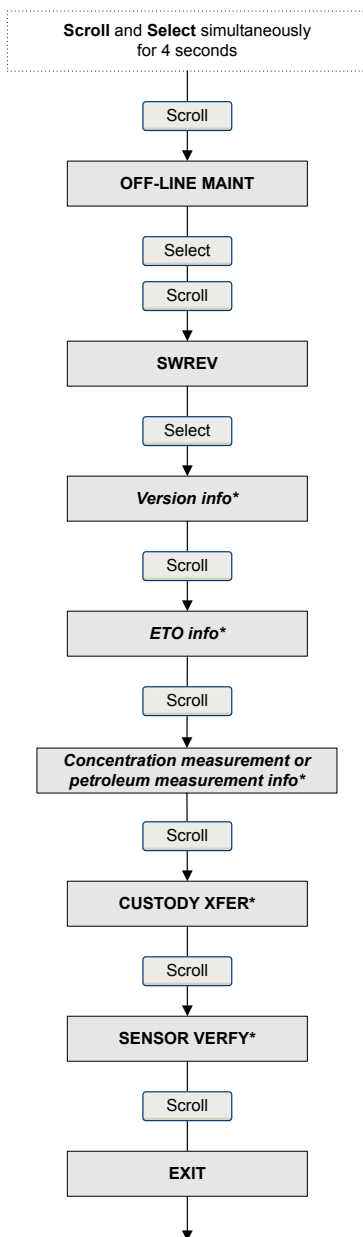 Scroll and Select simultaneously
for 4 seconds
Scroll
OFF-LINE MAINT
Select
Scroll
SWREV
Select
Version info*
Scroll
ETO info*
Scroll
Concentration measurement or
petroleum measurement info*
Scroll
CUSTODY XFER*
Scroll
SENSOR VERFY*
Scroll
EXIT